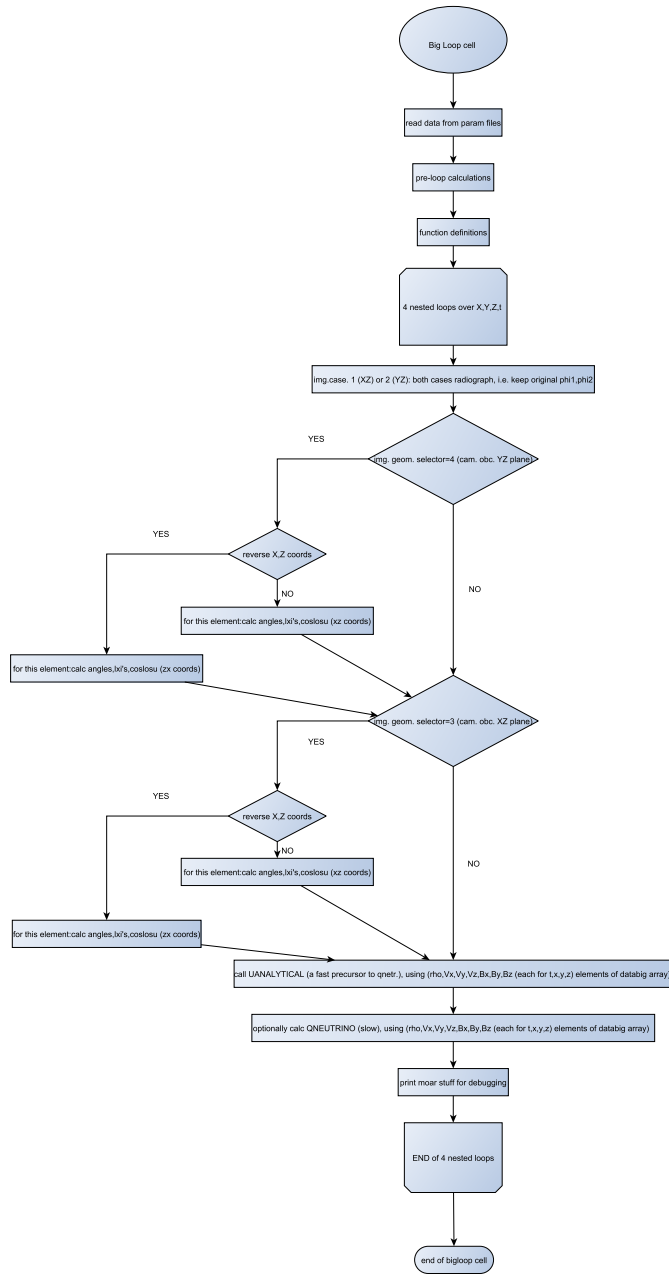 Big Loop cell
read data from param files
pre-loop calculations
function definitions
4 nested loops over X,Y,Z,t
img.case. 1 (XZ) or 2 (YZ): both cases radiograph, i.e. keep original phi1,phi2
YES
img. geom. selector=4 (cam. obc. YZ plane)
YES
reverse X,Z coords
NO
NO
for this element:calc angles,lxi's,coslosu (xz coords)
for this element:calc angles,lxi's,coslosu (zx coords)
img. geom. selector=3 (cam. obc. XZ plane)
YES
YES
reverse X,Z coords
NO
NO
for this element:calc angles,lxi's,coslosu (xz coords)
for this element:calc angles,lxi's,coslosu (zx coords)
call UANALYTICAL (a fast precursor to qnetr.), using (rho,Vx,Vy,Vz,Bx,By,Bz (each for t,x,y,z) elements of databig array)
optionally calc QNEUTRINO (slow), using (rho,Vx,Vy,Vz,Bx,By,Bz (each for t,x,y,z) elements of databig array)
print moar stuff for debugging
END of 4 nested loops
end of bigloop cell